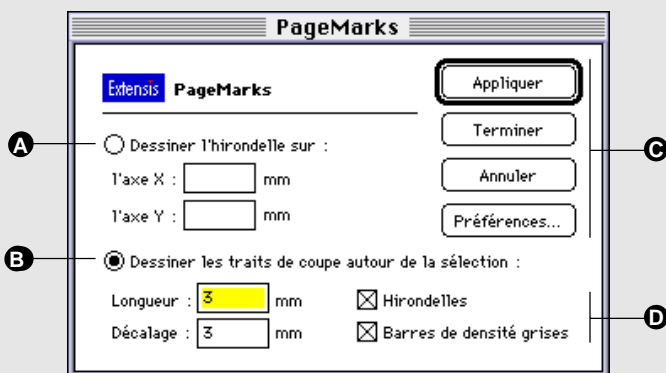 PageMarks
Extensis PageMarks
Appliquer
Terminer
Annuler
Préférences...
A
Dessiner l'hirondelle sur :
l'axe X : mm
l'axe Y : mm
C
B
Dessiner les traits de coupe autour de la sélection :
Longueur : 3 mm
Hirondelles
Décalage : 3 mm
Barres de densité grises
D